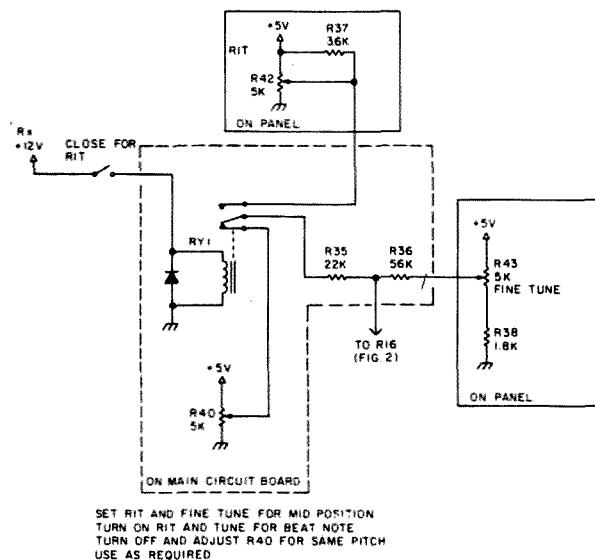 +5V
R37
36K
RIT
R42
5K
ON PANEL
Rx
+12V
CLOSE FOR
RIT
RY1
R35
22K
R36
56K
+5V
R43
5K
FINE TUNE
R38
1.8K
ON PANEL
TO R16
(FIG. 2)
+5V
R40
5K
ON MAIN CIRCUIT BOARD
SET RIT AND FINE TUNE FOR MID POSITION
TURN ON RIT AND TUNE FOR BEAT NOTE
TURN OFF AND ADJUST R40 FOR SAME PITCH
USE AS REQUIRED